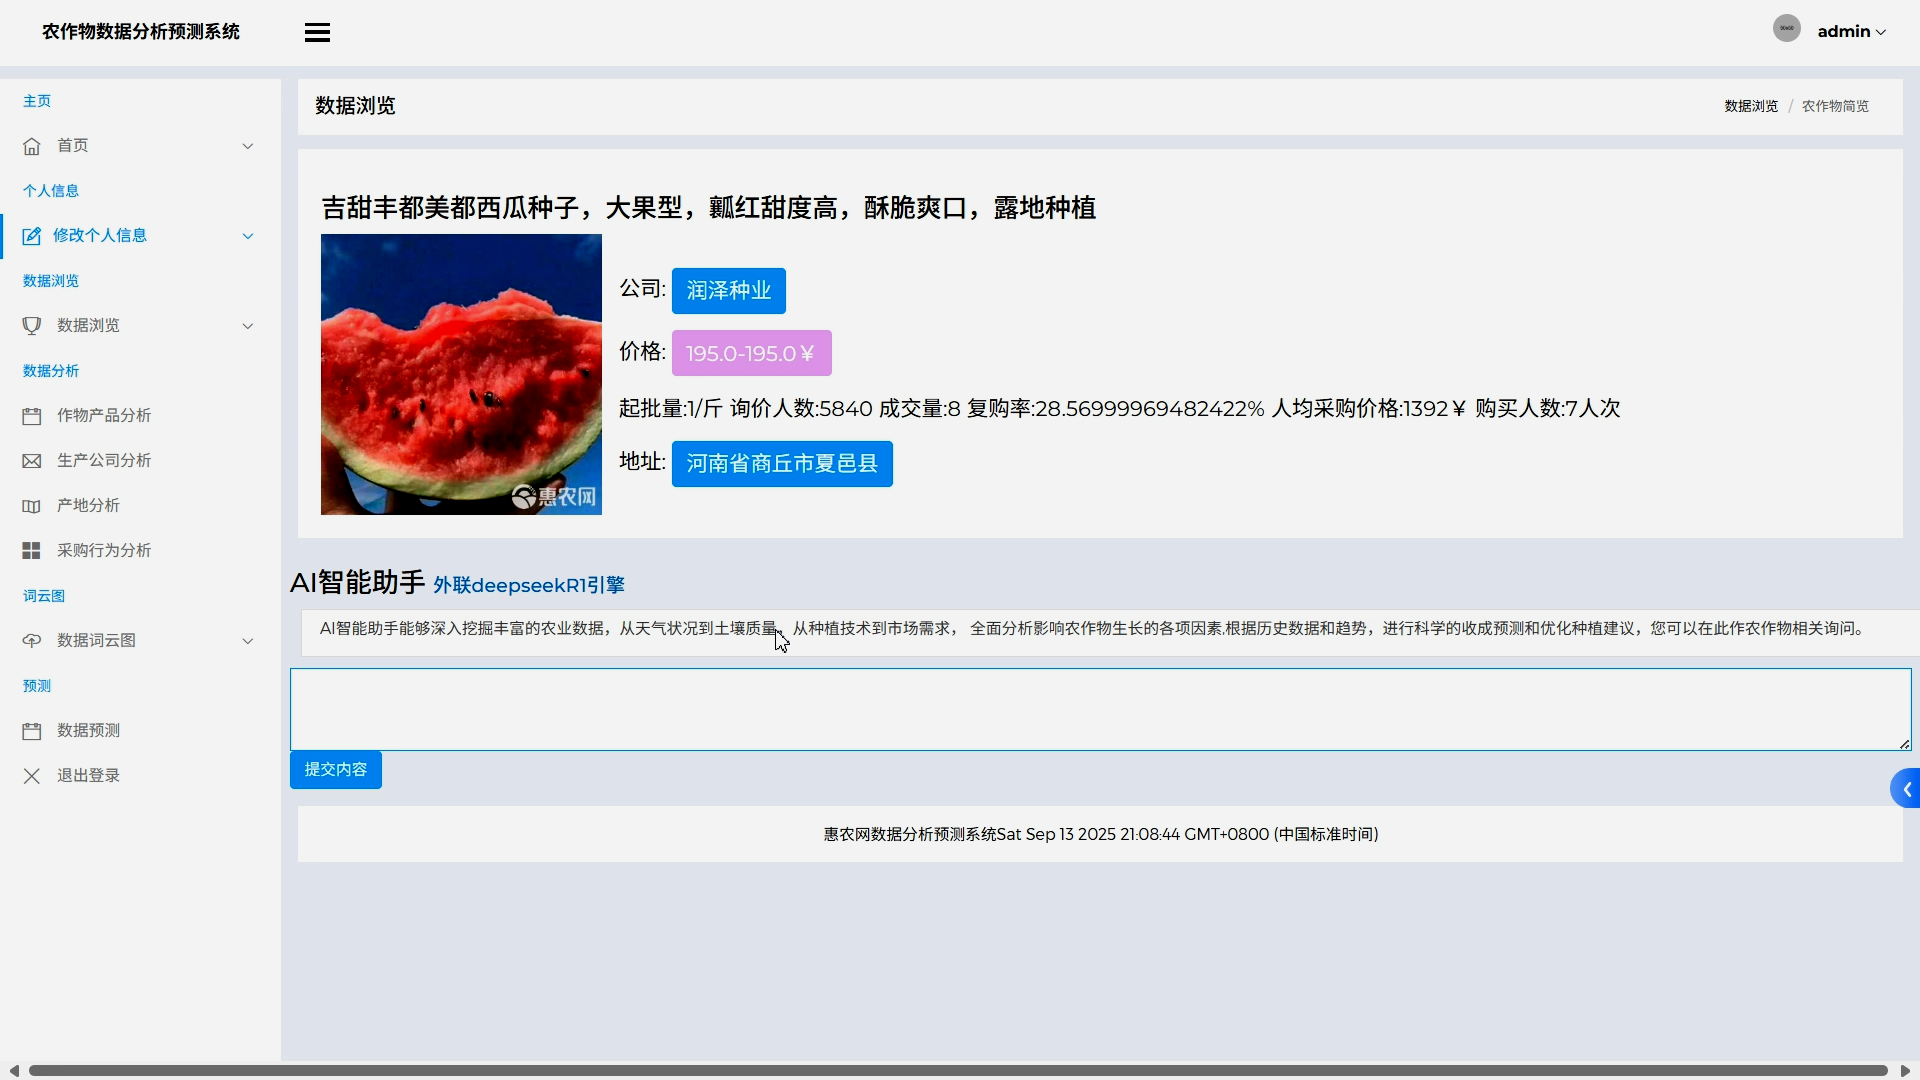 农作物数据分析预测系统
admin
主页
首页
个人信息
修改个人信息
数据浏览
数据浏览
数据分析
作物产品分析
生产公司分析
产地分析
采购行为分析
词云图
数据词云图
预测
数据预测
退出登录
数据浏览
数据浏览 / 农作物简览
吉甜丰都美都西瓜种子，大果型，瓤红甜度高，酥脆爽口，露地种植
惠农网
公司: 润泽种业
价格: 195.0-195.0￥
起批量:1/斤 询价人数:5840 成交量:8 复购率:28.56999969482422% 人均采购价格:1392￥ 购买人数:7人次
地址: 河南省商丘市夏邑县
AI智能助手 外联deepseekR1引擎
AI智能助手能够深入挖掘丰富的农业数据，从天气状况到土壤质量，从种植技术到市场需求， 全面分析影响农作物生长的各项因素,根据历史数据和趋势，进行科学的收成预测和优化种植建议，您可以在此作农作物相关询问。
提交内容
惠农网数据分析预测系统Sat Sep 13 2025 21:08:44 GMT+0800 (中国标准时间)